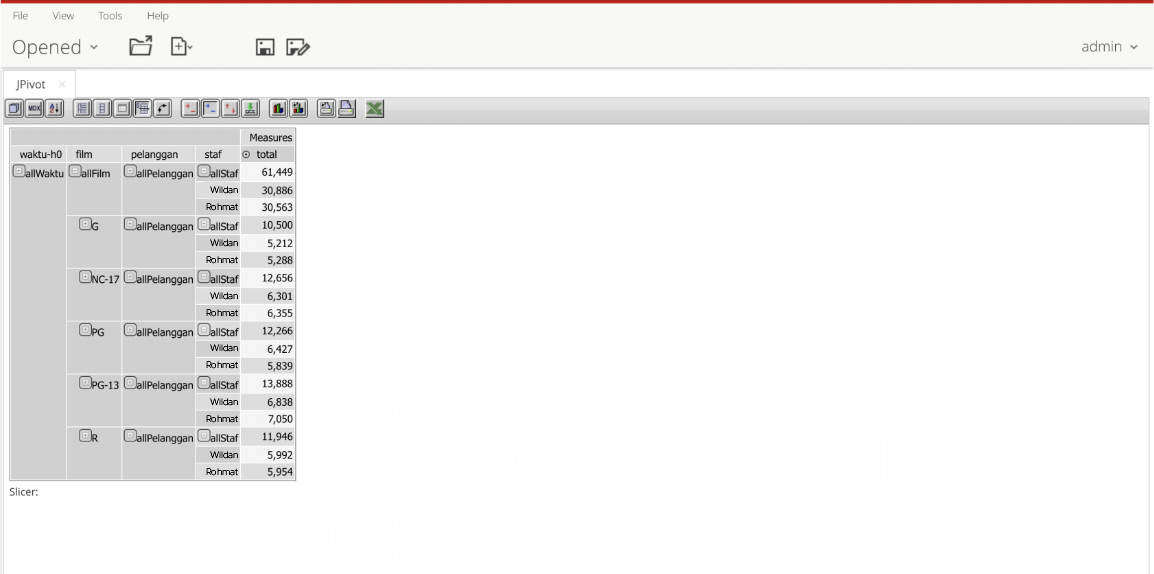 File View Tools Help
Opened admin
JPivot
MDX
Measures
waktu-h0 film pelanggan staf total
allWaktu allFilm allPelanggan allStaf 61,449
Wildan 30,886
Rohmat 30,563
G allPelanggan allStaf 10,500
Wildan 5,212
Rohmat 5,288
NC-17 allPelanggan allStaf 12,656
Wildan 6,301
Rohmat 6,355
PG allPelanggan allStaf 12,266
Wildan 6,427
Rohmat 5,839
PG-13 allPelanggan allStaf 13,888
Wildan 6,838
Rohmat 7,050
R allPelanggan allStaf 11,946
Wildan 5,992
Rohmat 5,954
Slicer: